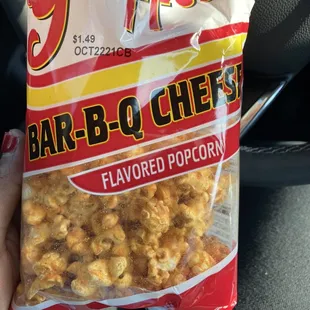 $1.49
OCT2221CB
BAR-B-Q CHEESE
FLAVORED POPCORN